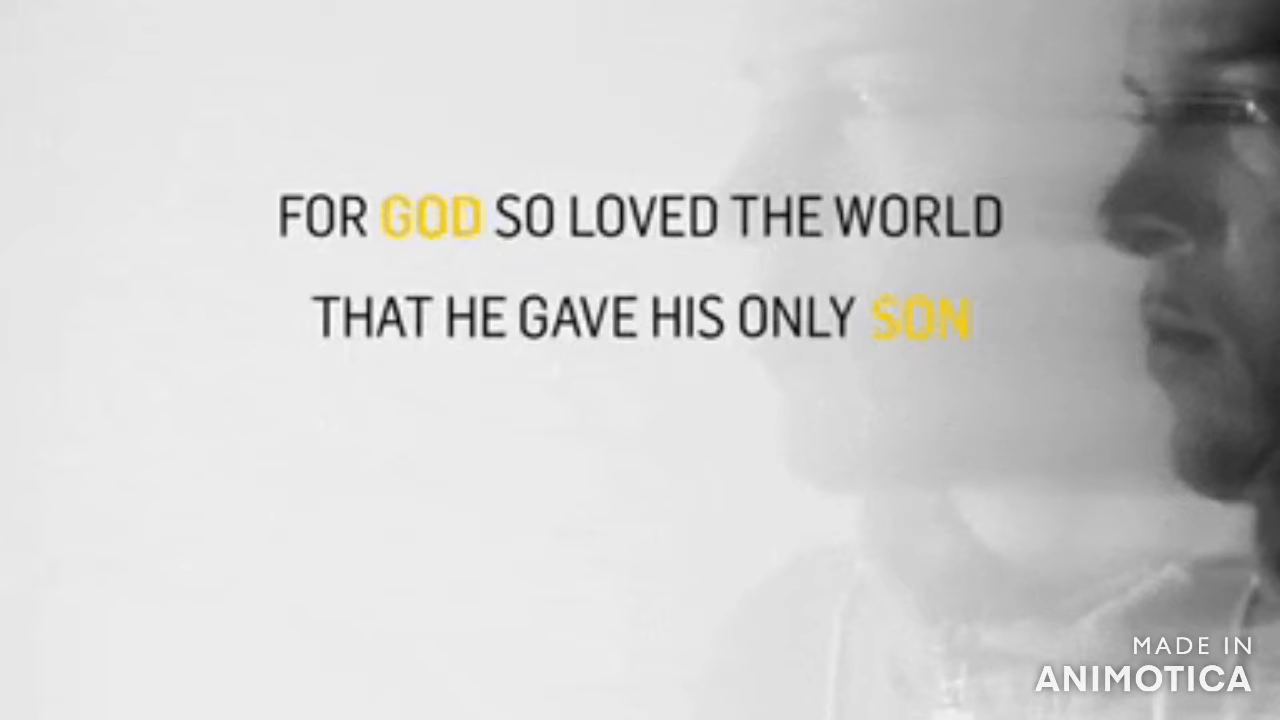 FOR GOD SO LOVED THE WORLD
THAT HE GAVE HIS ONLY SON
MADE IN
ANIMOTICA